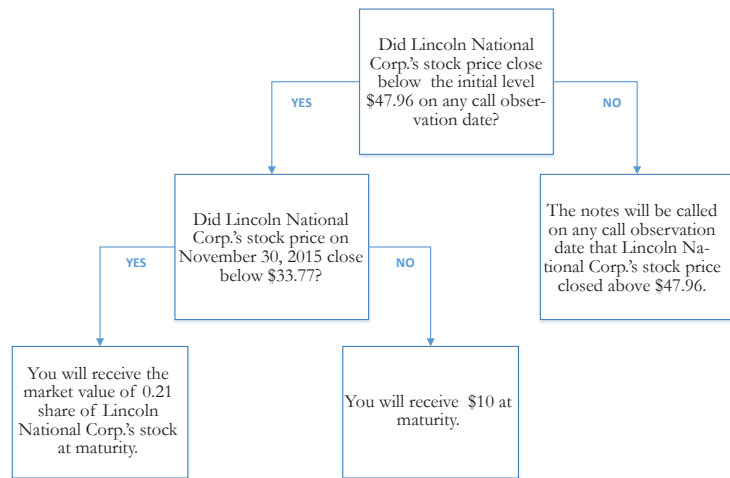 Did Lincoln National
Corp.'s stock price close
below the initial level
$47.96 on any call obser-
vation date?
YES
NO
Did Lincoln National
Corp.'s stock price on
November 30, 2015 close
below $33.77?
The notes will be called
on any call observation
date that Lincoln Na-
tional Corp.'s stock price
closed above $47.96.
YES
NO
You will receive the
market value of 0.21
share of Lincoln
National Corp.'s stock
at maturity.
You will receive $10 at
maturity.